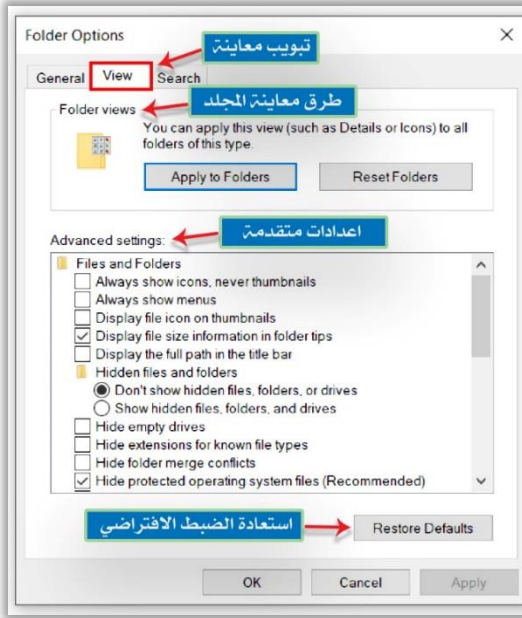 Folder Options
تبويب معاينة
General View Search
Folder views
طرق معاينة المجلد
You can apply this view (such as Details or Icons) to all
folders of this type.
Apply to Folders
Reset Folders
Advanced settings:
اعدادات متقدمة
Files and Folders
Always show icons, never thumbnails
Always show menus
Display file icon on thumbnails
Display file size information in folder tips
Display the full path in the title bar
Hidden files and folders
Don't show hidden files, folders, or drives
Show hidden files, folders, and drives
Hide empty drives
Hide extensions for known file types
Hide folder merge conflicts
Hide protected operating system files (Recommended)
استعادة الضبط الافتراضي
Restore Defaults
OK Cancel Apply